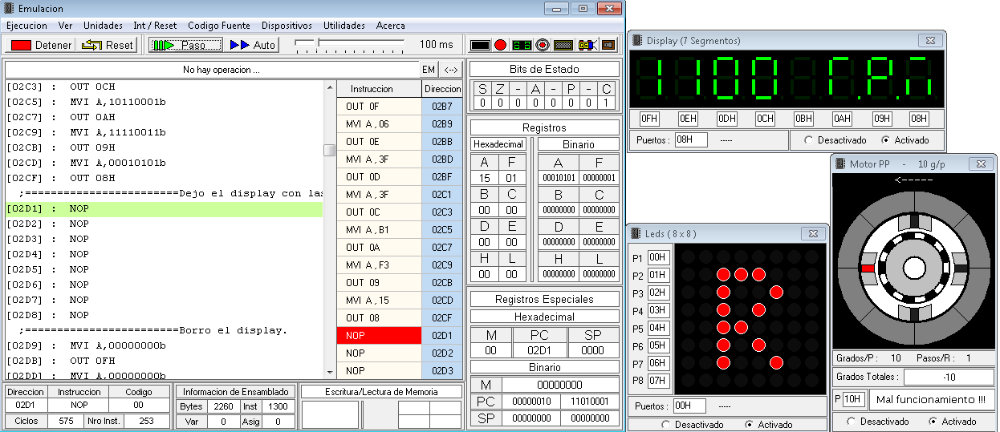 Emulacion
Ejecucion Ver Unidades Int / Reset Codigo Fuente Dispositivos Utilidades Acerca
Detener Reset Paso Auto 100 ms
No hay operacion ... EM <-->
[02C3] : OUT 0CH
[02C5] : MVI A,10110001b
[02C7] : OUT 0AH
[02C9] : MVI A,11110011b
[02CB] : OUT 09H
[02CD] : MVI A,00010101b
[02CF] : OUT 08H
;========================Dejo el display con las
[02D1] : NOP
[02D2] : NOP
[02D3] : NOP
[02D4] : NOP
[02D5] : NOP
[02D6] : NOP
[02D7] : NOP
[02D8] : NOP
;========================Borro el display.
[02D9] : MVI A,00000000b
[02DB] : OUT 0FH
[02DD] : MVI A,00000000b
Instruccion Direccion
OUT 0F 02B7
MVI A,06 02B9
OUT 0E 02BB
MVI A,3F 02BD
OUT 0D 02BF
MVI A,3F 02C1
OUT 0C 02C3
MVI A,B1 02C5
OUT 0A 02C7
MVI A,F3 02C9
OUT 09 02CB
MVI A,15 02CD
OUT 08 02CF
NOP 02D1
NOP 02D2
NOP 02D3
Bits de Estado
S Z - A - P - C
0 0 0 0 0 0 0 1
Registros
Hexadecimal Binario
A F A F
15 01 00010101 00000001
B C B C
00 00 00000000 00000000
D E D E
00 00 00000000 00000000
H L H L
00 00 00000000 00000000
Registros Especiales
Hexadecimal
M PC SP
00 02D1 0000
Binario
M 00000000
PC 00000010 11010001
SP 00000000 00000000
Direccion Instruccion Codigo
02D1 NOP 00
Ciclos 575 Nro Inst. 253
Informacion de Ensamblado
Bytes 2260 Inst 1300
Var 0 Asig 0
Escritura/Lectura de Memoria
Display (7 Segmentos)
1100 r.P.n
0FH 0EH 0DH 0CH 0BH 0AH 09H 08H
Puertos : 08H ----- Desactivado Activado
Leds ( 8 x 8 )
P1 00H
P2 01H
P3 02H
P4 03H
P5 04H
P6 05H
P7 06H
P8 07H
Puertos : 00H -----
Desactivado Activado
Motor PP - 10 g/p
<-----
Grados/P : 10 Pasos/R : 1
Grados Totales : -10
P 10H Mal funcionamiento !!!
Desactivado Activado